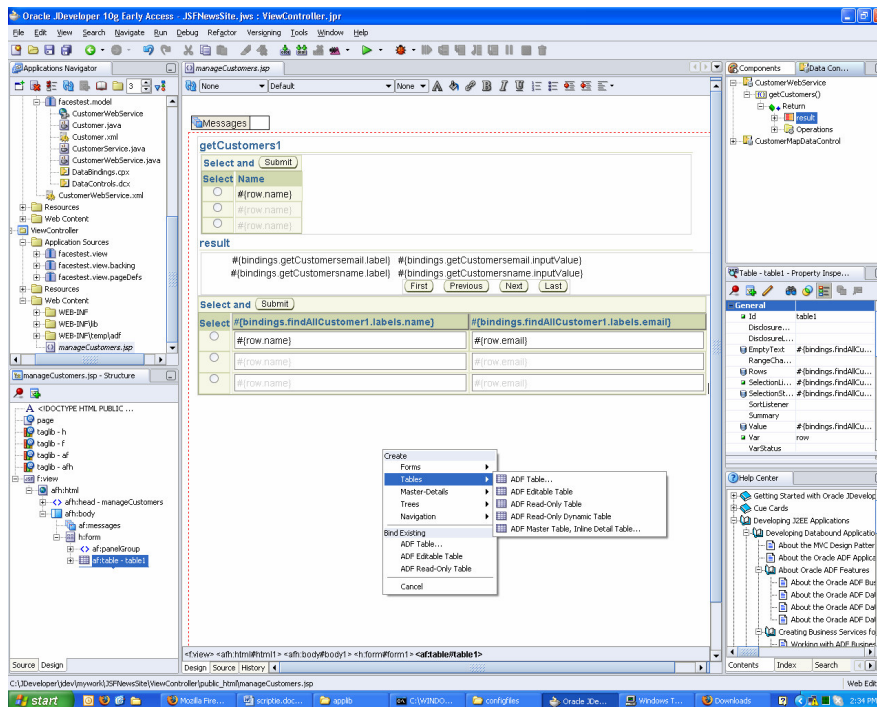 Oracle JDeveloper 10g Early Access - JSFNewsSite.jws : ViewController.jpr
File Edit View Search Navigate Run Debug Refactor Versioning Tools Window Help
Applications Navigator
3
facestest.model
CustomerWebService
Customer.java
Customer.xml
CustomerService.java
CustomerWebService.java
DataBindings.cpx
DataControls.dcx
CustomerWebService.xml
Resources
Web Content
ViewController
Application Sources
facestest.view
facestest.view.backing
facestest.view.pageDefs
Resources
Web Content
WEB-INF
WEB-INF\lib
WEB-INF\temp\adf
manageCustomers.jsp
manageCustomers.jsp - Structure
<!DOCTYPE HTML PUBLIC ...
page
taglib - h
taglib - f
taglib - af
taglib - afh
f:view
afh:html
afh:head - manageCustomers
afh:body
af:messages
h:form
af:panelGroup
af:table - table1
Source Design
manageCustomers.jsp
None Default None A B I U
Messages
getCustomers1
Select and Submit
Select Name
#{row.name}
#{row.name}
#{row.name}
result
#{bindings.getCustomersemail.label} #{bindings.getCustomersemail.inputValue}
#{bindings.getCustomersname.label} #{bindings.getCustomersname.inputValue}
First Previous Next Last
Select and Submit
Select #{bindings.findAllCustomer1.labels.name} #{bindings.findAllCustomer1.labels.email}
#{row.name} #{row.email}
#{row.name} #{row.email}
#{row.name} #{row.email}
Create
Forms
Tables
Master-Details
Trees
Navigation
Bind Existing
ADF Table...
ADF Editable Table
ADF Read-Only Table
Cancel
ADF Table...
ADF Editable Table
ADF Read-Only Table
ADF Read-Only Dynamic Table
ADF Master Table, Inline Detail Table...
<f:view> <afh:html#html1> <afh:body#body1> <h:form#form1> <af:table#table1>
Design Source History
Components Data Con...
CustomerWebService
getCustomers()
Return
result
Operations
CustomerMapDataControl
Table - table1 - Property Inspe...
General
Id table1
Disclosure...
DisclosureL...
EmptyText #{bindings.findAllCu...
RangeCha...
Rows #{bindings.findAllCu...
SelectionLi... #{bindings.findAllCu...
SelectionSt... #{bindings.findAllCu...
SortListener
Summary
Value #{bindings.findAllCu...
Var row
VarStatus
Help Center
Getting Started with Oracle JDevelop
Cue Cards
Developing J2EE Applications
Developing Databound Applicatio
About the MVC Design Patter
About the Oracle ADF Applica
About Oracle ADF Features
About the Oracle ADF Bus
About the Oracle ADF Dat
About the Oracle ADF Dat
About the Oracle ADF Dat
Creating Business Services fo
Working with ADF Busines
Contents Index Search
C:\JDeveloper\jdev\mywork\JSFNewsSite\ViewController\public_html\manageCustomers.jsp Web Edit
start Mozilla Fire... scriptie.doc... applib C:\WINDO... configfiles Oracle JDe... Windows T... Downloads 2:34 PM